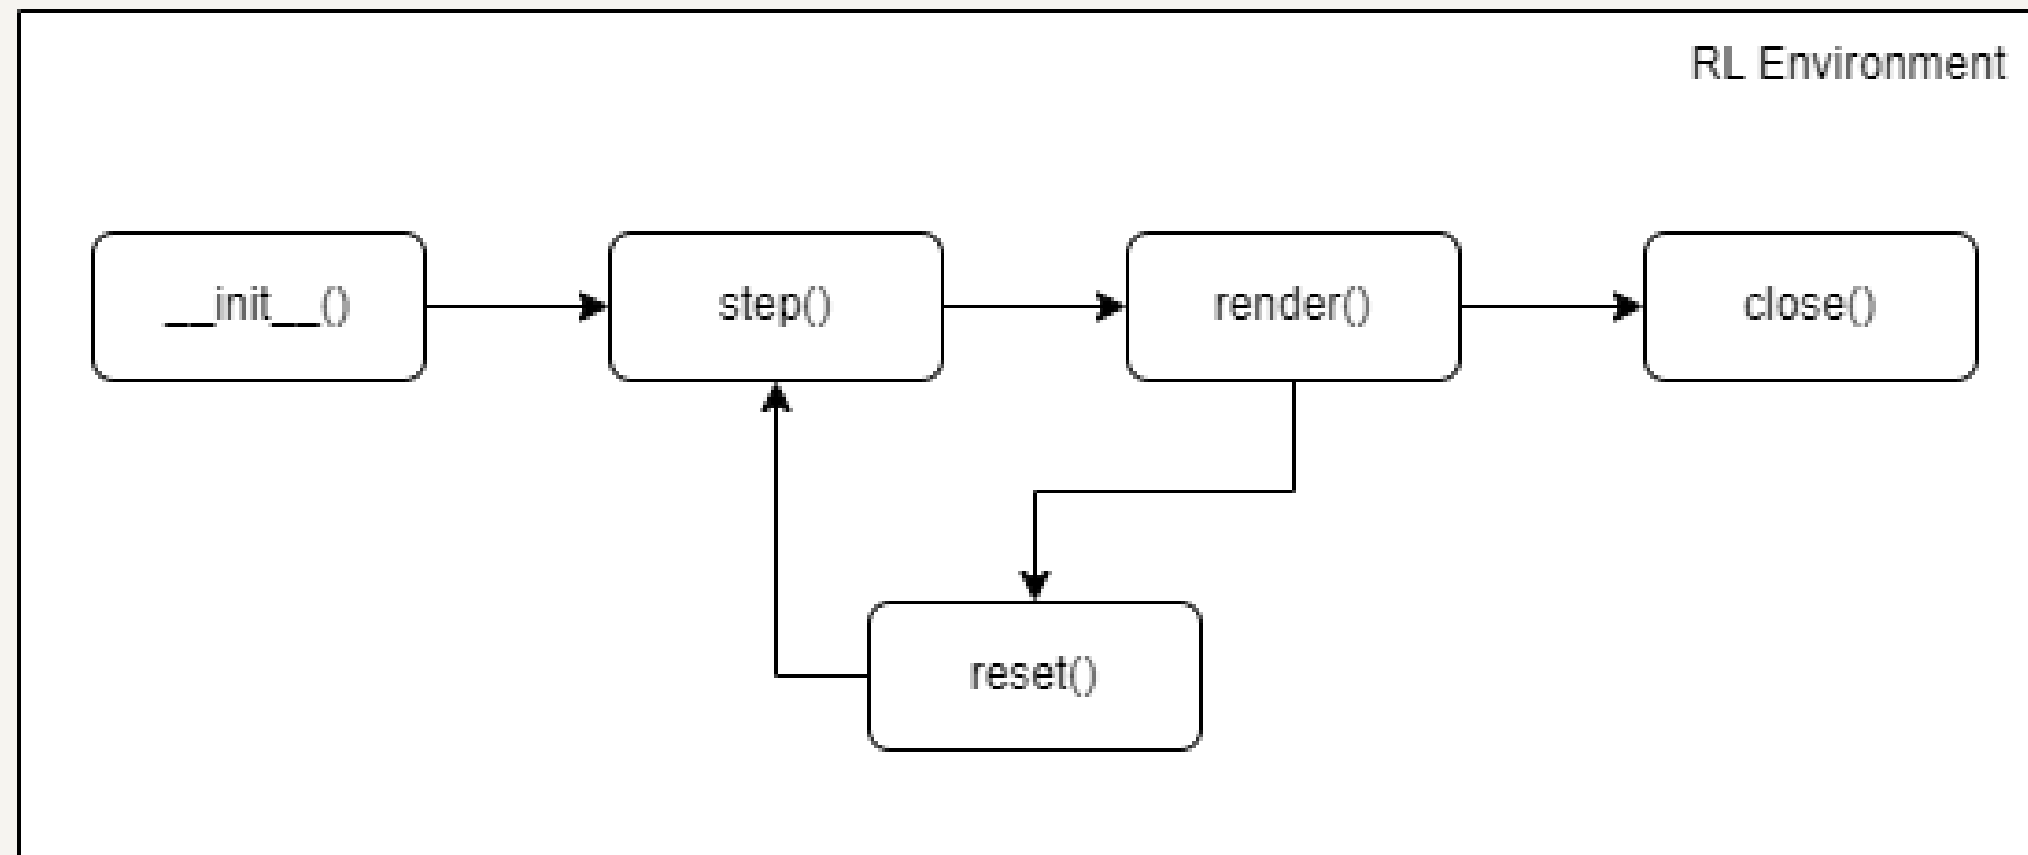 RL Environment
__init__()
step()
render()
close()
reset()